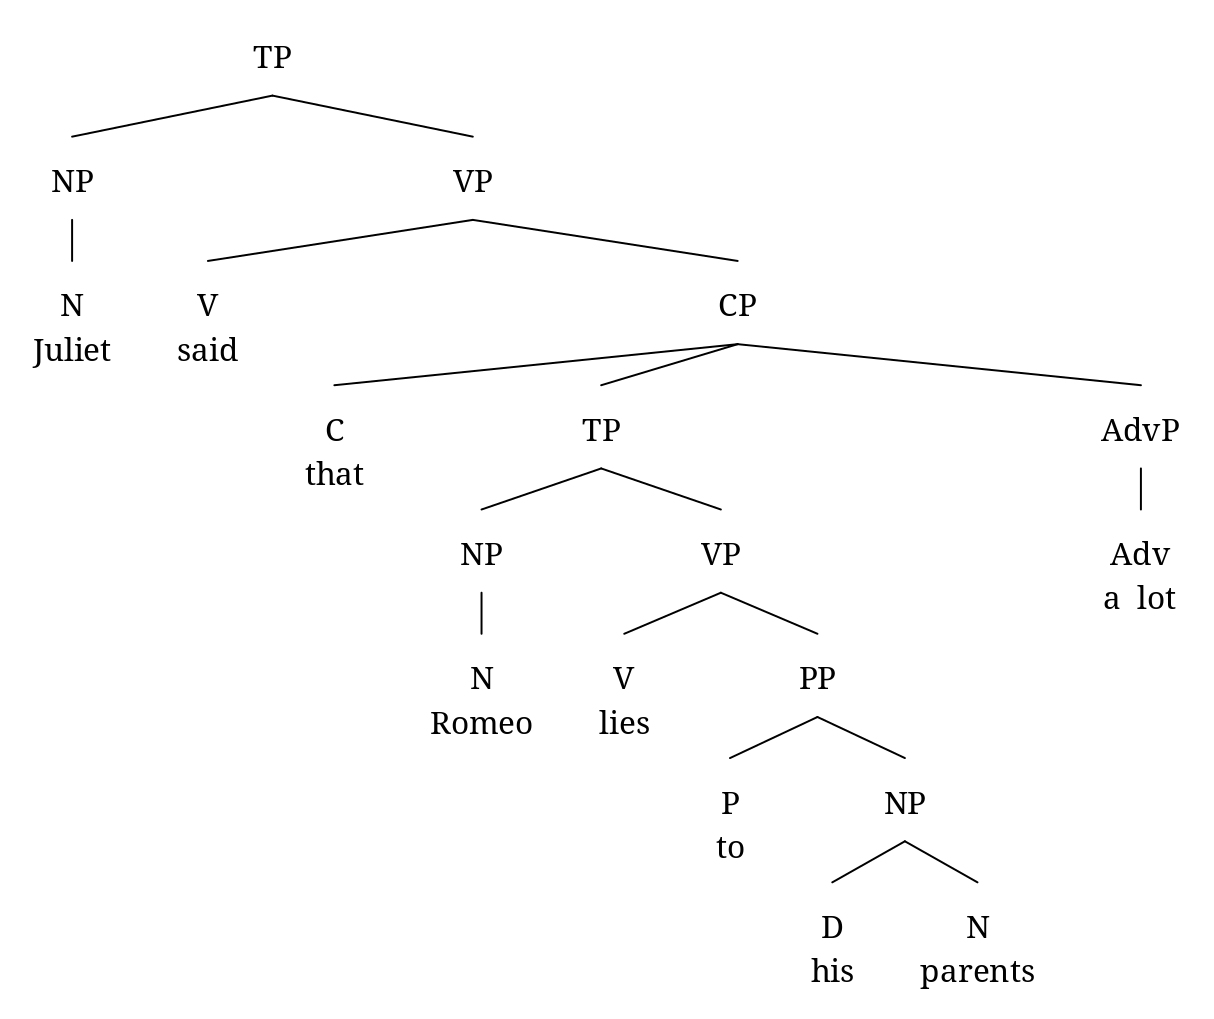 TP
NP VP
N V CP
Juliet said
C TP AdvP
that
NP VP Adv
a lot
N V PP
Romeo lies
P NP
to
D N
his parents